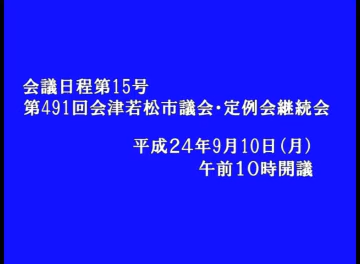 会議日程第15号
第491回会津若松市議会・定例会継続会
平成２４年９月１０日(月)
午前１０時開議